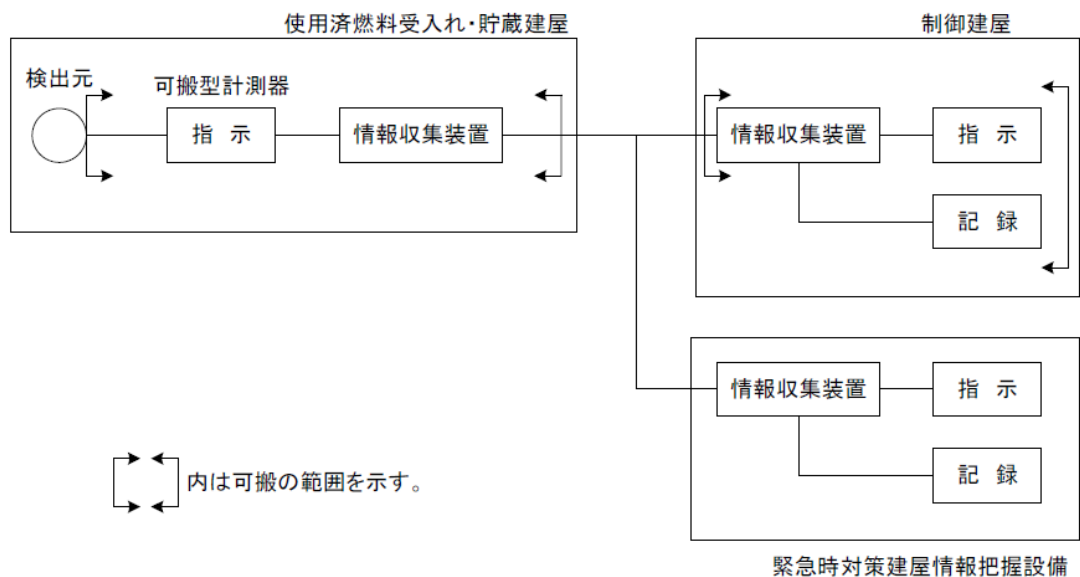 使用済燃料受入れ・貯蔵建屋
制御建屋
検出元
可搬型計測器
指 示
情報収集装置
情報収集装置
指 示
記 録
情報収集装置
指 示
記 録
内は可搬の範囲を示す。
緊急時対策建屋情報把握設備